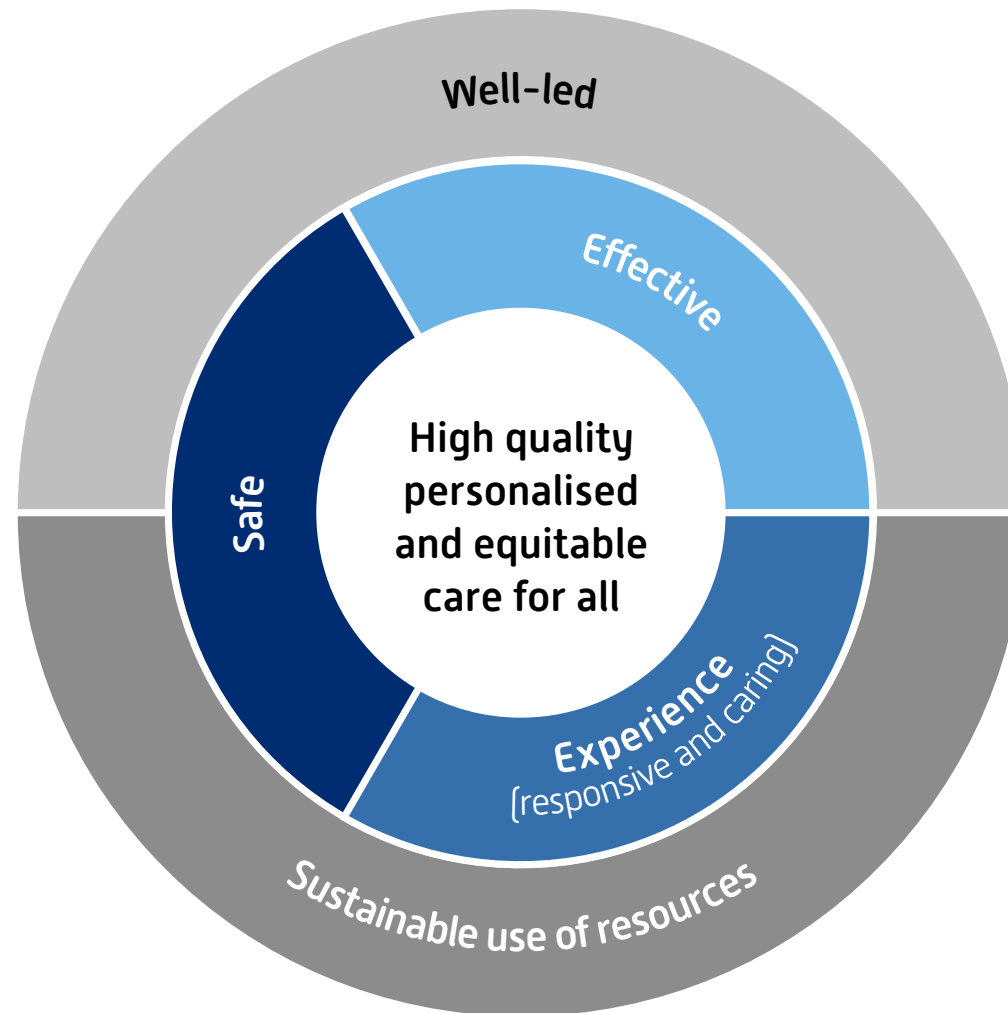 Well-led
Effective
Safe
High quality
personalised
and equitable
care for all
Experience
(responsive and caring)
Sustainable use of resources